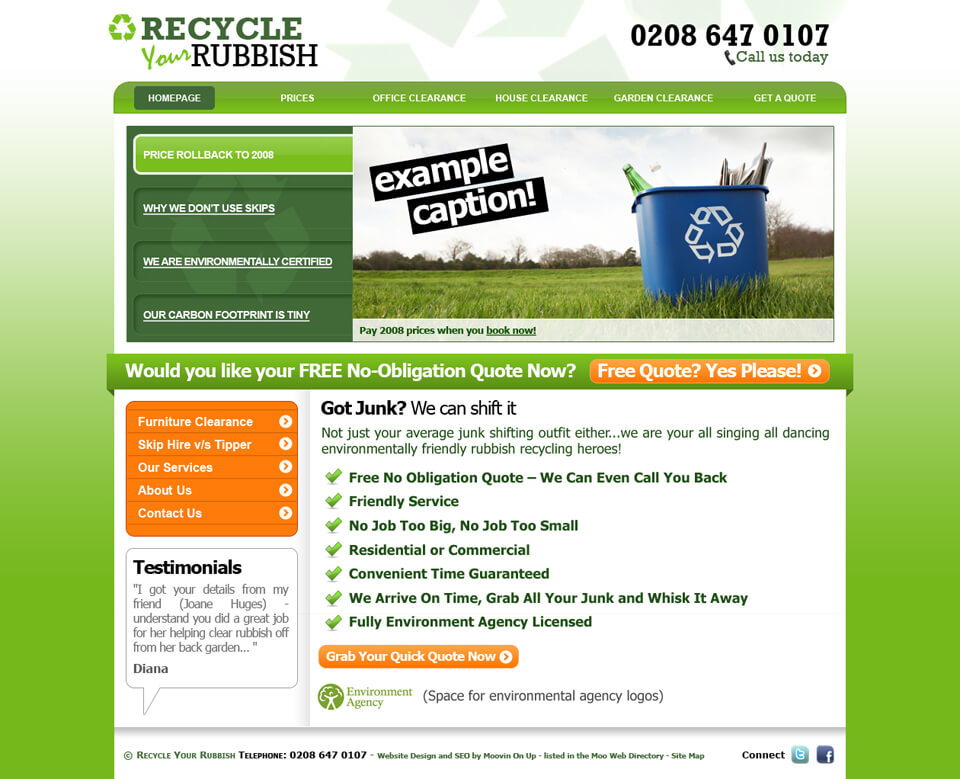 RECYCLE
Your RUBBISH
0208 647 0107
Call us today
HOMEPAGE
PRICES
OFFICE CLEARANCE
HOUSE CLEARANCE
GARDEN CLEARANCE
GET A QUOTE
PRICE ROLLBACK TO 2008
WHY WE DON'T USE SKIPS
WE ARE ENVIRONMENTALLY CERTIFIED
OUR CARBON FOOTPRINT IS TINY
example
caption!
Pay 2008 prices when you book now!
Would you like your FREE No-Obligation Quote Now?
Free Quote? Yes Please!
Furniture Clearance
Skip Hire v/s Tipper
Our Services
About Us
Contact Us
Testimonials
"I got your details from my
friend (Joane Huges) -
understand you did a great job
for her helping clear rubbish off
from her back garden... "
Diana
Got Junk? We can shift it
Not just your average junk shifting outfit either...we are your all singing all dancing
environmentally friendly rubbish recycling heroes!
Free No Obligation Quote – We Can Even Call You Back
Friendly Service
No Job Too Big, No Job Too Small
Residential or Commercial
Convenient Time Guaranteed
We Arrive On Time, Grab All Your Junk and Whisk It Away
Fully Environment Agency Licensed
Grab Your Quick Quote Now
Environment
Agency
(Space for environmental agency logos)
© Recycle Your Rubbish Telephone: 0208 647 0107 - Website Design and SEO by Moovin On Up - listed in the Moo Web Directory - Site Map
Connect